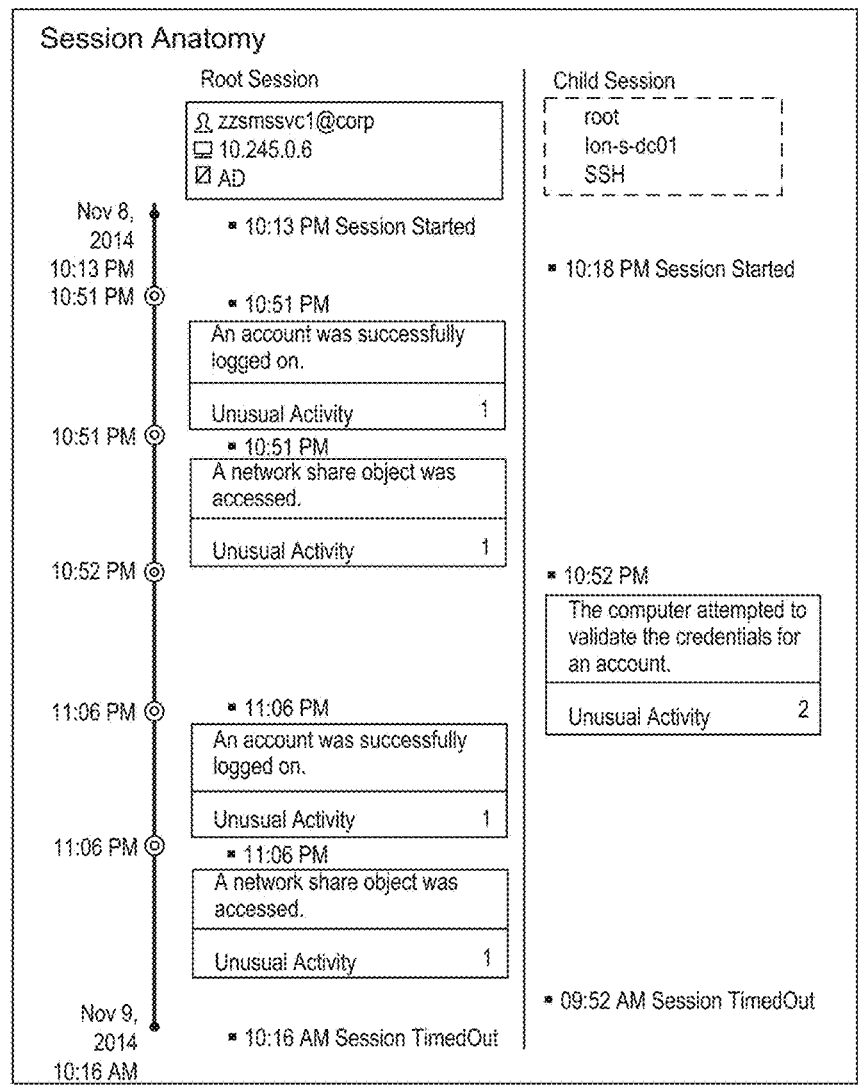 Session Anatomy
Root Session
zzsmssvc1@corp
10.245.0.6
AD
Child Session
root
lon-s-dc01
SSH
Nov 8,
2014
10:13 PM
10:13 PM Session Started
10:18 PM Session Started
10:51 PM
10:51 PM
An account was successfully
logged on.
Unusual Activity 1
10:51 PM
10:51 PM
A network share object was
accessed.
Unusual Activity 1
10:52 PM
10:52 PM
The computer attempted to
validate the credentials for
an account.
Unusual Activity 2
11:06 PM
11:06 PM
An account was successfully
logged on.
Unusual Activity 1
11:06 PM
11:06 PM
A network share object was
accessed.
Unusual Activity 1
09:52 AM Session TimedOut
Nov 9,
2014
10:16 AM
10:16 AM Session TimedOut